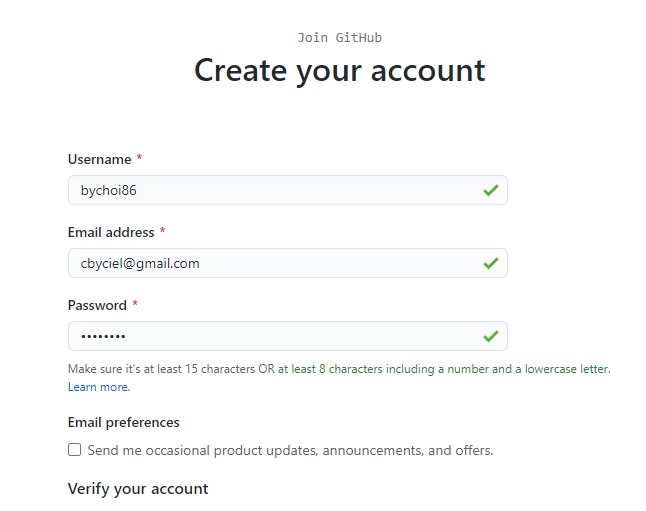 Join GitHub
Create your account
Username *
bychoi86
Email address *
cbyciel@gmail.com
Password *
••••••••
Make sure it's at least 15 characters OR at least 8 characters including a number and a lowercase letter.
Learn more.
Email preferences
Send me occasional product updates, announcements, and offers.
Verify your account